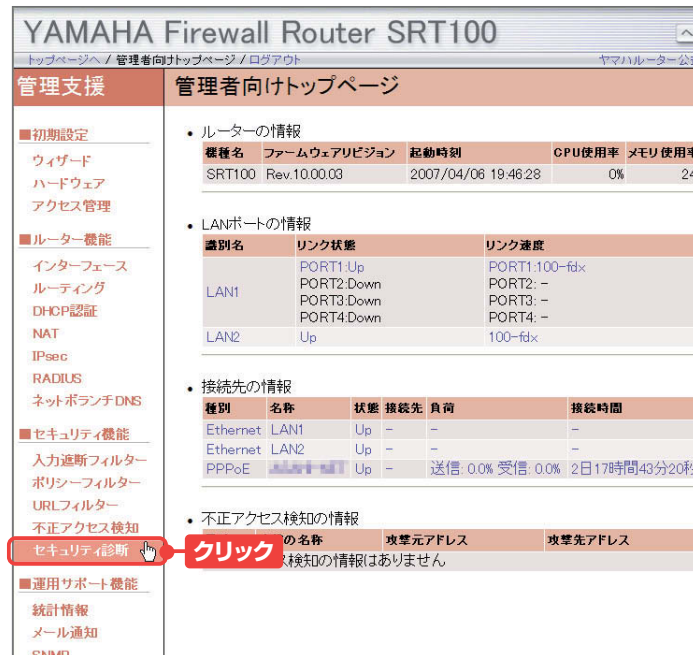 YAMAHA Firewall Router SRT100
トップページへ / 管理者向けトップページ / ログアウト
ヤマハルーター公
管理支援
管理者向けトップページ
■初期設定
ウィザード
ハードウェア
アクセス管理
■ルーター機能
インターフェース
ルーティング
DHCP認証
NAT
IPsec
RADIUS
ネットボランチDNS
■セキュリティ機能
入力遮断フィルター
ポリシーフィルター
URLフィルター
不正アクセス検知
セキュリティ診断
クリック
■運用サポート機能
統計情報
メール通知
SNMP
• ルーターの情報
機種名 ファームウェアリビジョン 起動時刻 CPU使用率 メモリ使用率
SRT100 Rev.10.00.03 2007/04/06 19:46:28 0% 24
• LANポートの情報
識別名 リンク状態 リンク速度
LAN1
PORT1:Up PORT1:100-fdx
PORT2:Down PORT2: -
PORT3:Down PORT3: -
PORT4:Down PORT4: -
LAN2 Up 100-fdx
• 接続先の情報
種別 名称 状態 接続先 負荷 接続時間
Ethernet LAN1 Up - - -
Ethernet LAN2 Up - - -
PPPoE Up - 送信: 0.0% 受信: 0.0% 2日17時間43分20秒
• 不正アクセス検知の情報
の名称 攻撃元アドレス 攻撃先アドレス
ス検知の情報はありません